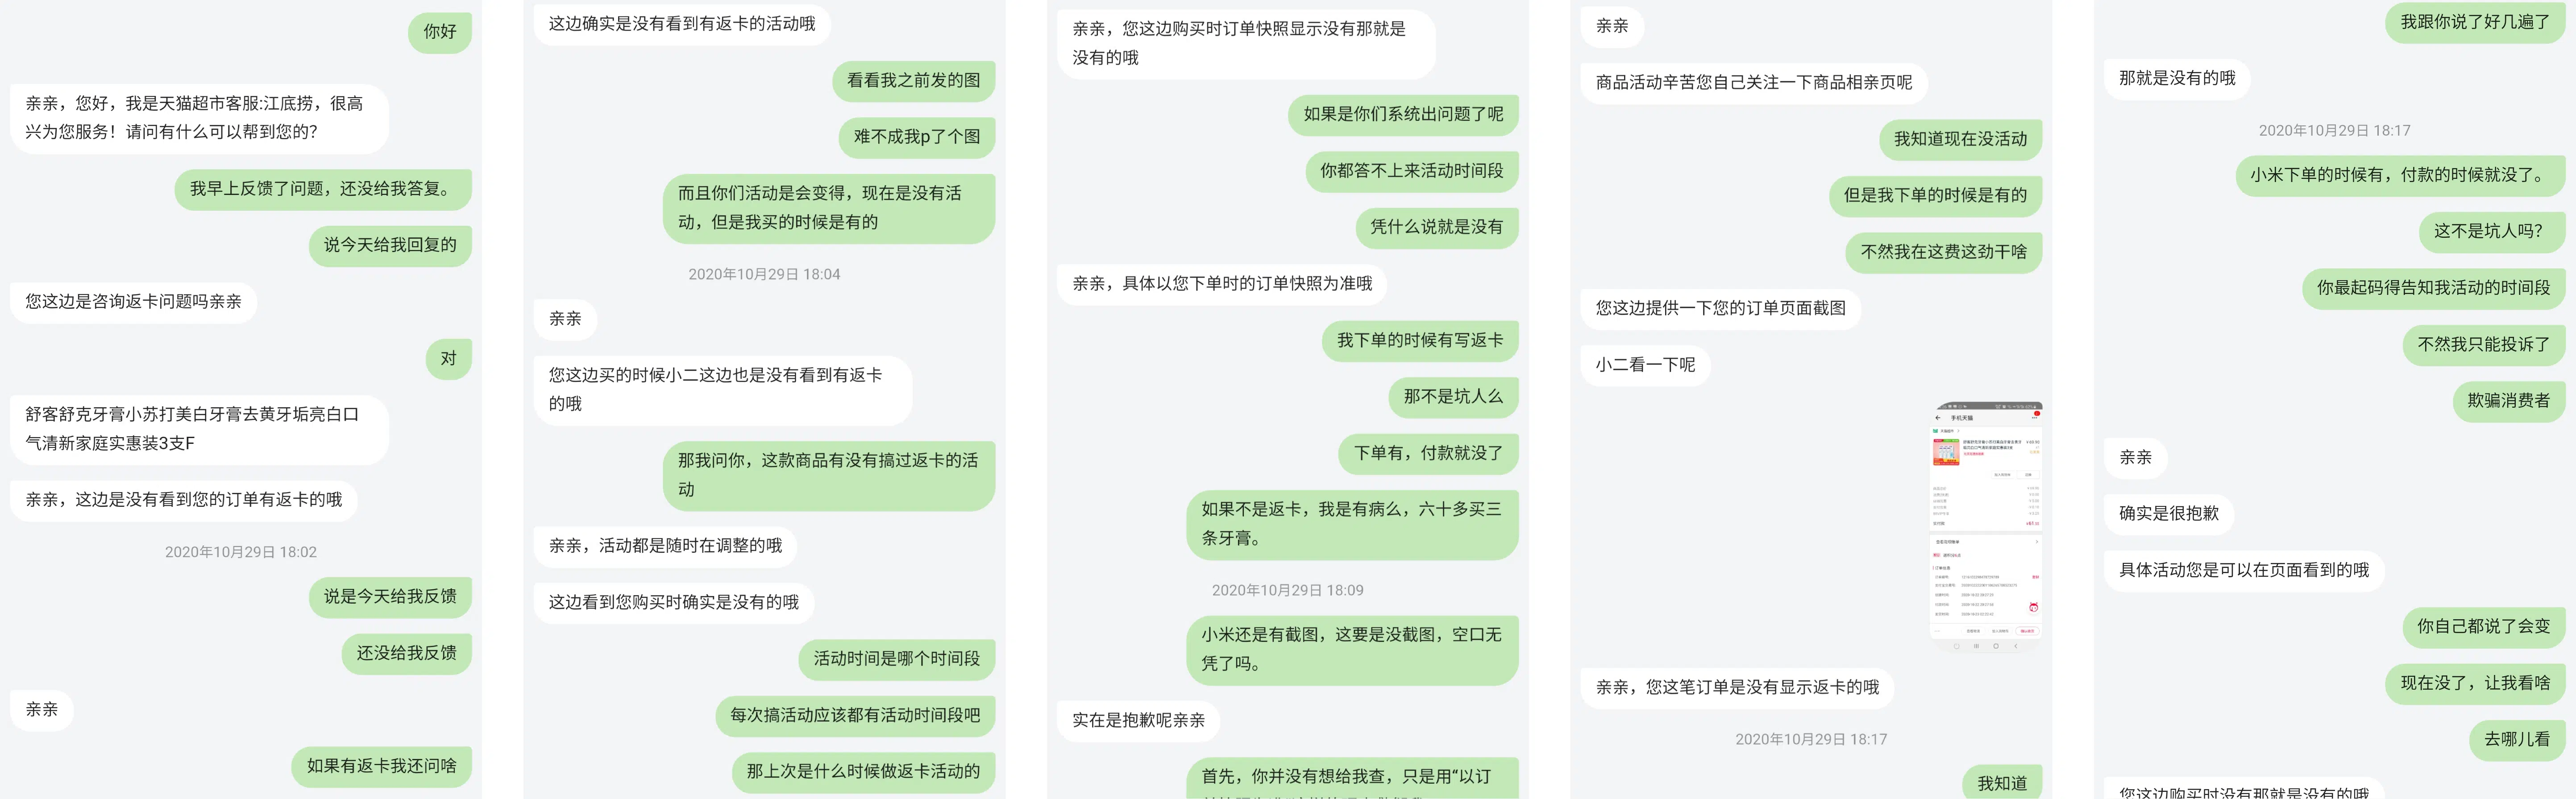 你好
亲亲，您好，我是天猫超市客服:江底捞，很高
兴为您服务！请问有什么可以帮到您的？
我早上反馈了问题，还没给我答复。
说今天给我回复的
您这边是咨询返卡问题吗亲亲
对
舒客舒克牙膏小苏打美白牙膏去黄牙垢亮白口
气清新家庭实惠装3支F
亲亲，这边是没有看到您的订单有返卡的哦
2020年10月29日 18:02
说是今天给我反馈
还没给我反馈
亲亲
如果有返卡我还问啥
这边确实是没有看到有返卡的活动哦
看看我之前发的图
难不成我p了个图
而且你们活动是会变得，现在是没有活
动，但是我买的时候是有的
2020年10月29日 18:04
亲亲
您这边买的时候小二这边也是没有看到有返卡
的哦
那我问你，这款商品有没有搞过返卡的活
动
亲亲，活动都是随时在调整的哦
这边看到您购买时确实是没有的哦
活动时间是哪个时间段
每次搞活动应该都有活动时间段吧
那上次是什么时候做返卡活动的
亲亲，您这边购买时订单快照显示没有那就是
没有的哦
如果是你们系统出问题了呢
你都答不上来活动时间段
凭什么说就是没有
亲亲，具体以您下单时的订单快照为准哦
我下单的时候有写返卡
那不是坑人么
下单有，付款就没了
如果不是返卡，我是有病么，六十多买三
条牙膏。
2020年10月29日 18:09
小米还是有截图，这要是没截图，空口无
凭了吗。
实在是抱歉呢亲亲
首先，你并没有想给我查，只是用“以订
亲亲
商品活动辛苦您自己关注一下商品相亲页呢
我知道现在没活动
但是我下单的时候是有的
不然我在这费这劲干啥
您这边提供一下您的订单页面截图
小二看一下呢
手机天猫
亲亲，您这笔订单是没有显示返卡的哦
2020年10月29日 18:17
我知道
我跟你说了好几遍了
那就是没有的哦
2020年10月29日 18:17
小米下单的时候有，付款的时候就没了。
这不是坑人吗？
你最起码得告知我活动的时间段
不然我只能投诉了
欺骗消费者
亲亲
确实是很抱歉
具体活动您是可以在页面看到的哦
你自己都说了会变
现在没了，让我看啥
去哪儿看
您这边购买时没有那就是没有的哦